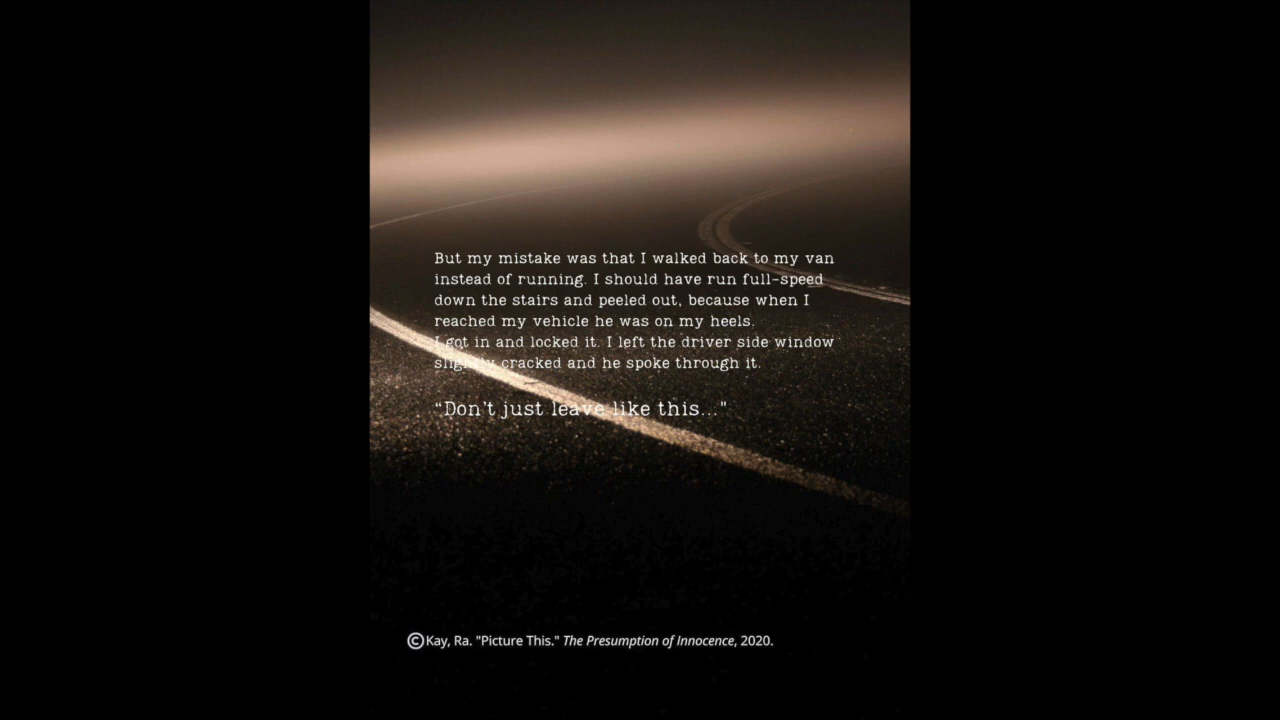 But my mistake was that I walked back to my van
instead of running. I should have run full-speed
down the stairs and peeled out, because when I
reached my vehicle he was on my heels.
I got in and locked it. I left the driver side window
slightly cracked and he spoke through it.
“Don't just leave like this..."
©Kay, Ra. "Picture This." The Presumption of Innocence, 2020.